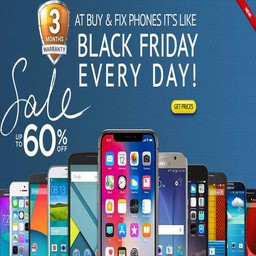 3
MONTHS
WARRANTY
AT BUY & FIX PHONES IT'S LIKE
BLACK FRIDAY
EVERY DAY!
Sale
UP TO 60% OFF
GET PRICES